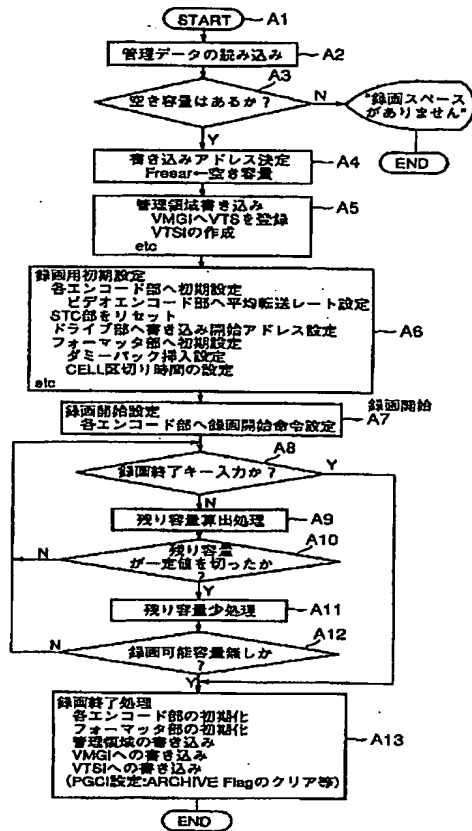 START
A1
管理データの読み込み
A2
A3
空き容量はあるか?
N
"録画スペース
がありません"
Y
END
書き込みアドレス決定
Freear←空き容量
A4
管理領域書き込み
VMGIへVTSを登録
VTSIの作成
etc
A5
録画用初期設定
各エンコード部へ初期設定
ビデオエンコード部へ平均転送レート設定
STC部をリセット
ドライブ部へ書き込み開始アドレス設定
フォーマッタ部へ初期設定
ダミーパック挿入設定
CELL区切り時間の設定
etc
A6
録画開始設定
各エンコード部へ録画開始命令設定
録画開始
A7
A8
録画終了キー入力か?
Y
N
残り容量算出処理
A9
A10
残り容量
が一定値を切ったか
?
N
Y
残り容量少処理
A11
A12
録画可能容量無しか
?
N
Y
録画終了処理
各エンコード部の初期化
フォーマッタ部の初期化
管理領域の書き込み
VMGIへの書き込み
VTSIへの書き込み
(PGCI設定:ARCHIVE Flagのクリア等)
A13
END